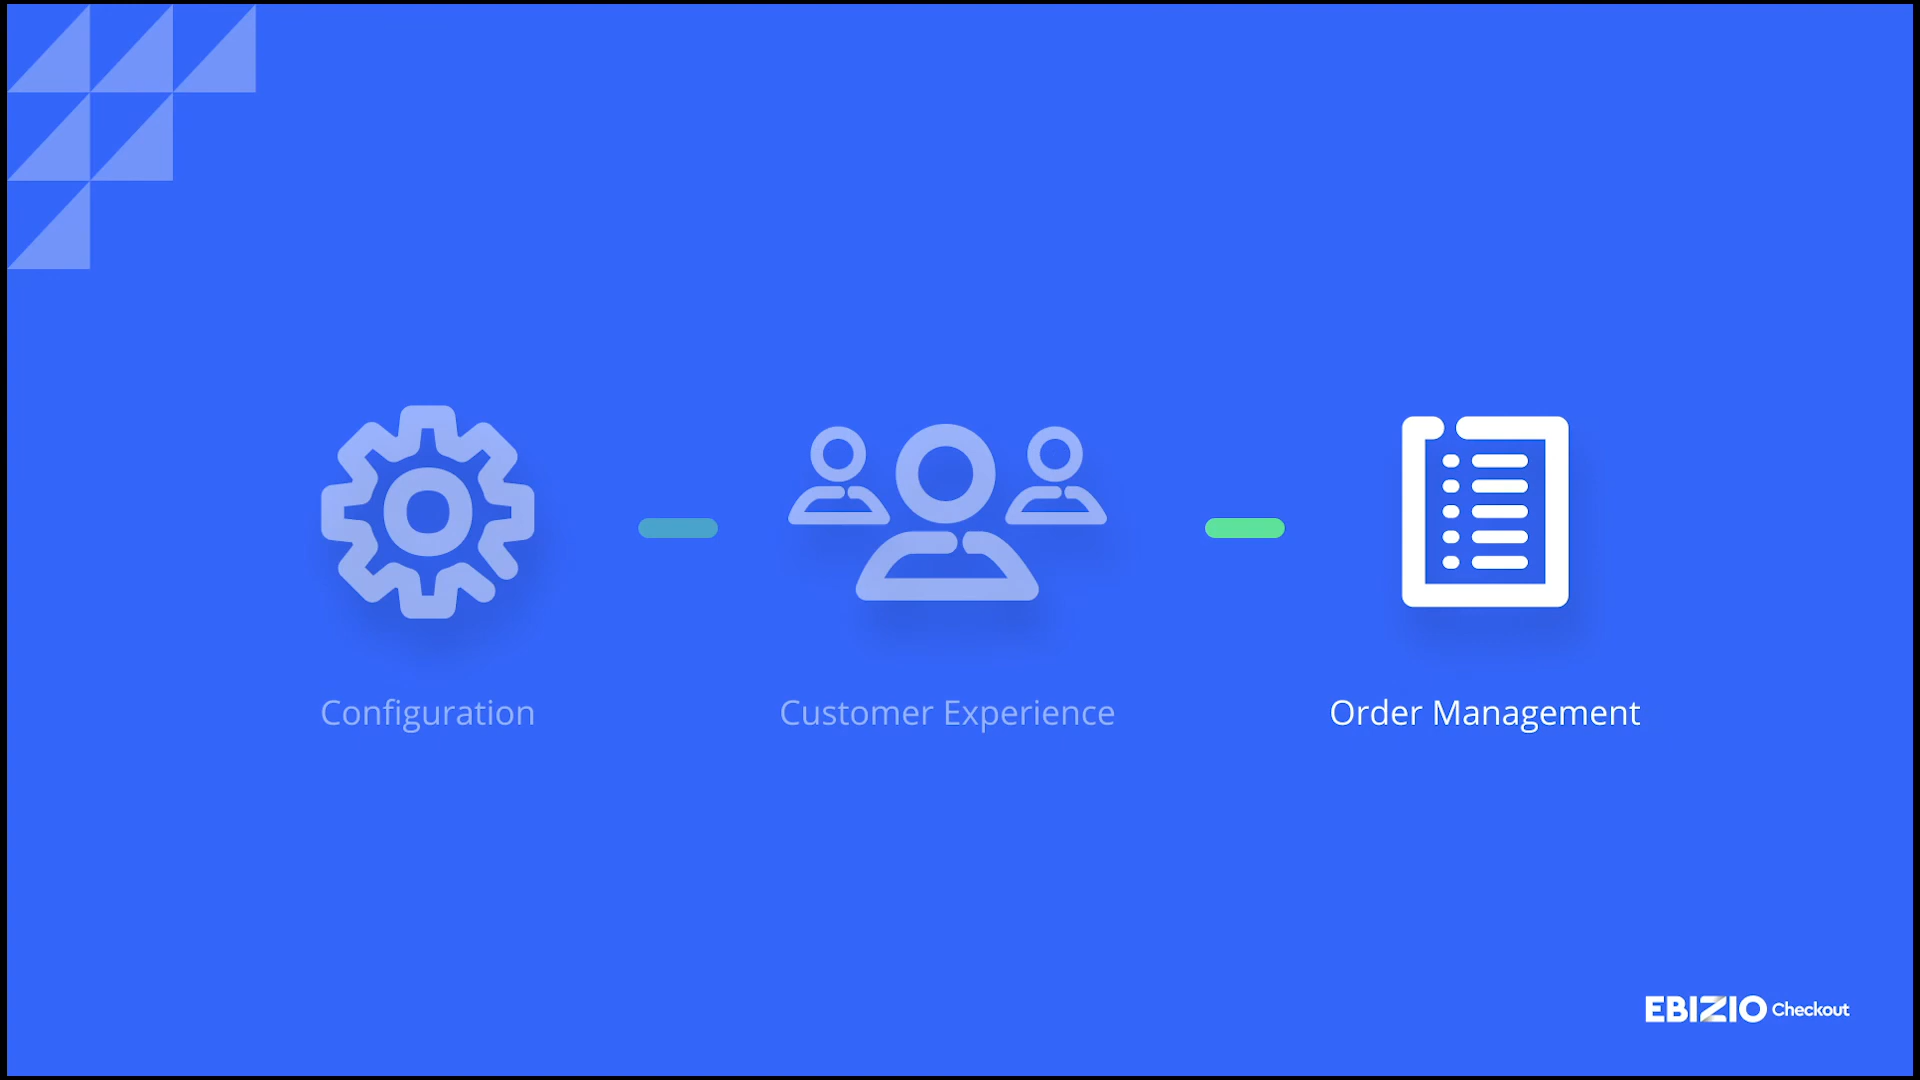 Configuration
Customer Experience
Order Management
EBIZIO Checkout